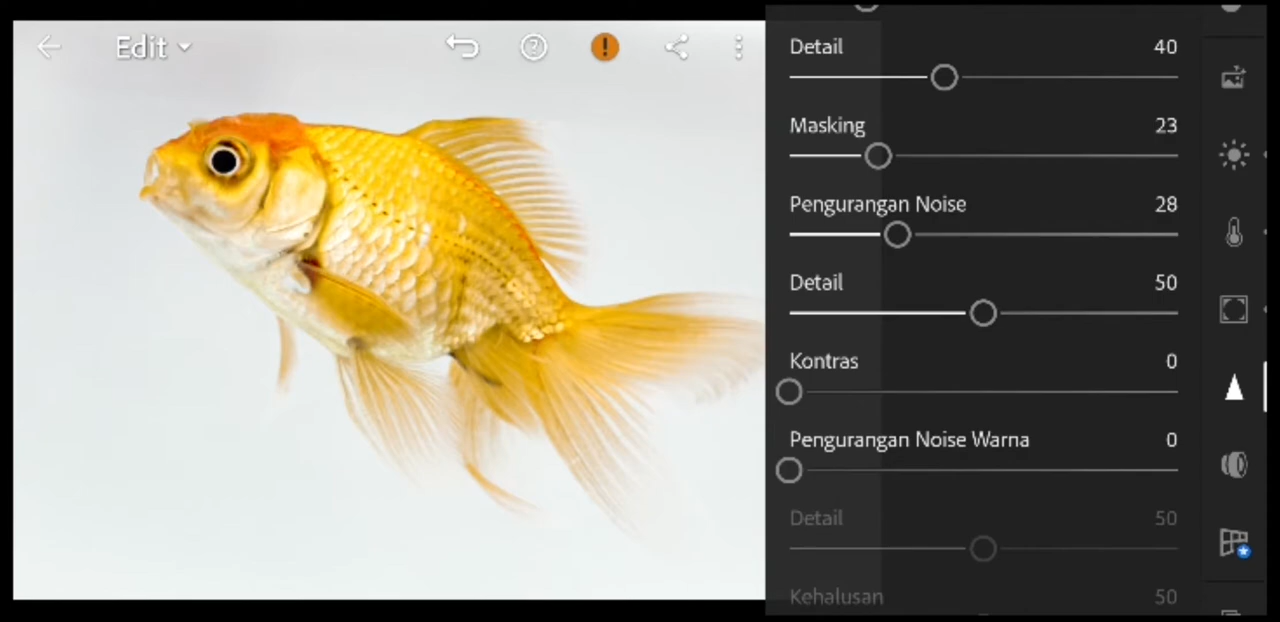 Edit
Detail 40
Masking 23
Pengurangan Noise 28
Detail 50
Kontras 0
Pengurangan Noise Warna 0
Detail 50
Kehalusan 50